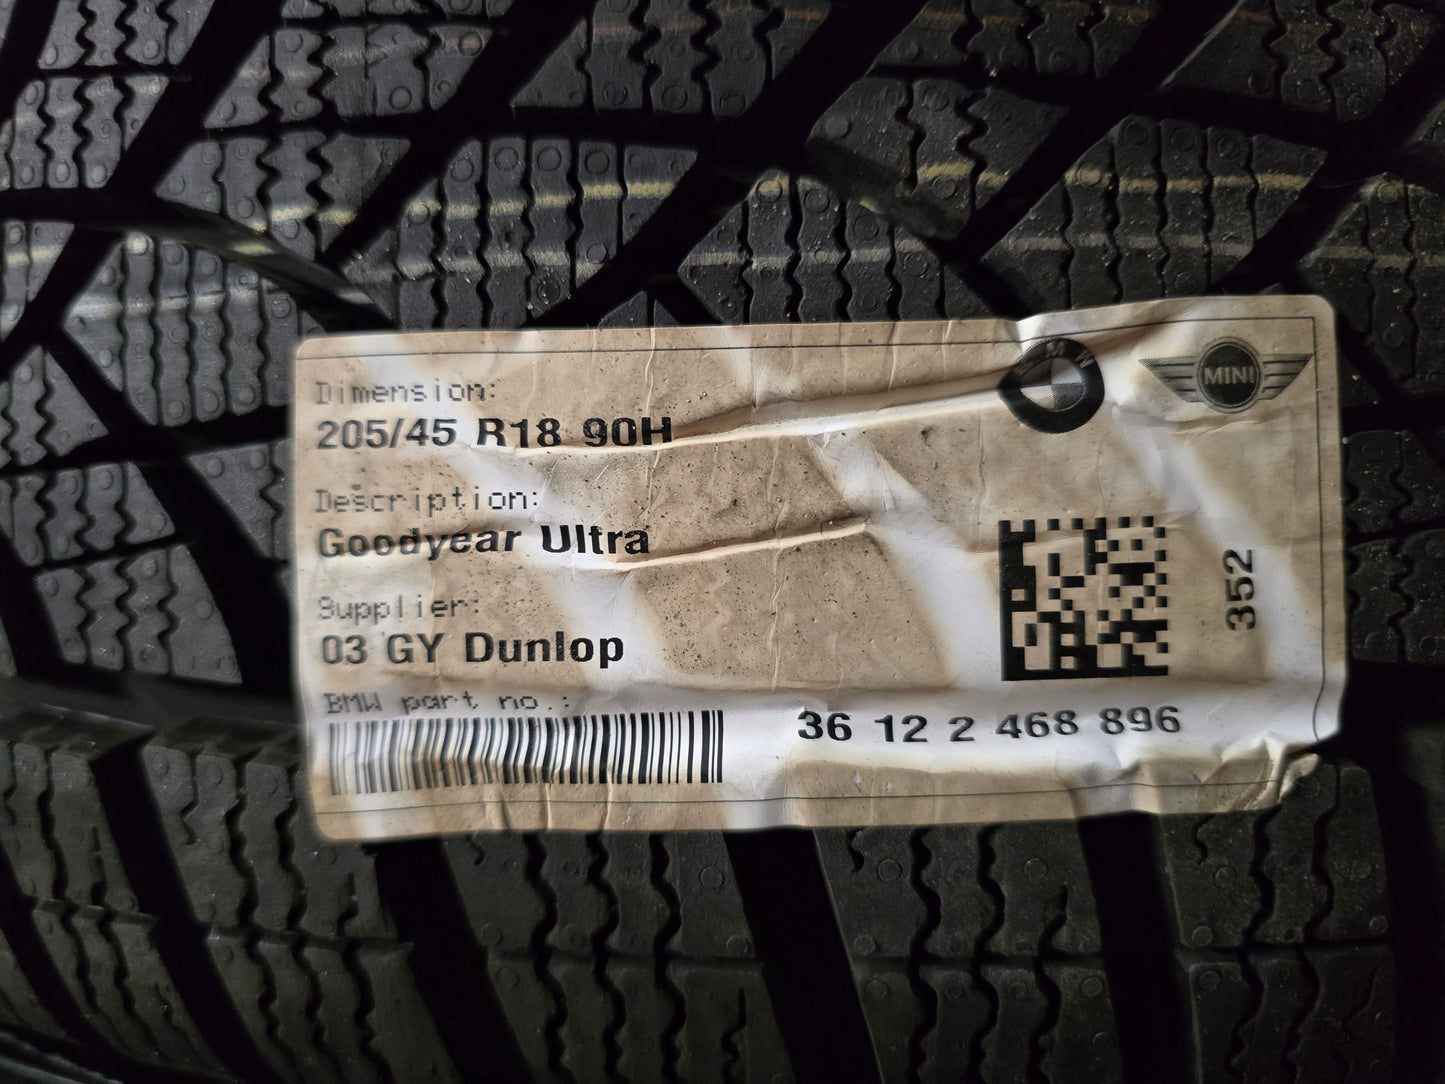 BMW
MINI
Dimension:
205/45 R18 90H
Description:
Goodyear Ultra
Supplier:
03 GY Dunlop
352
BMW part no.:
36 12 2 468 896